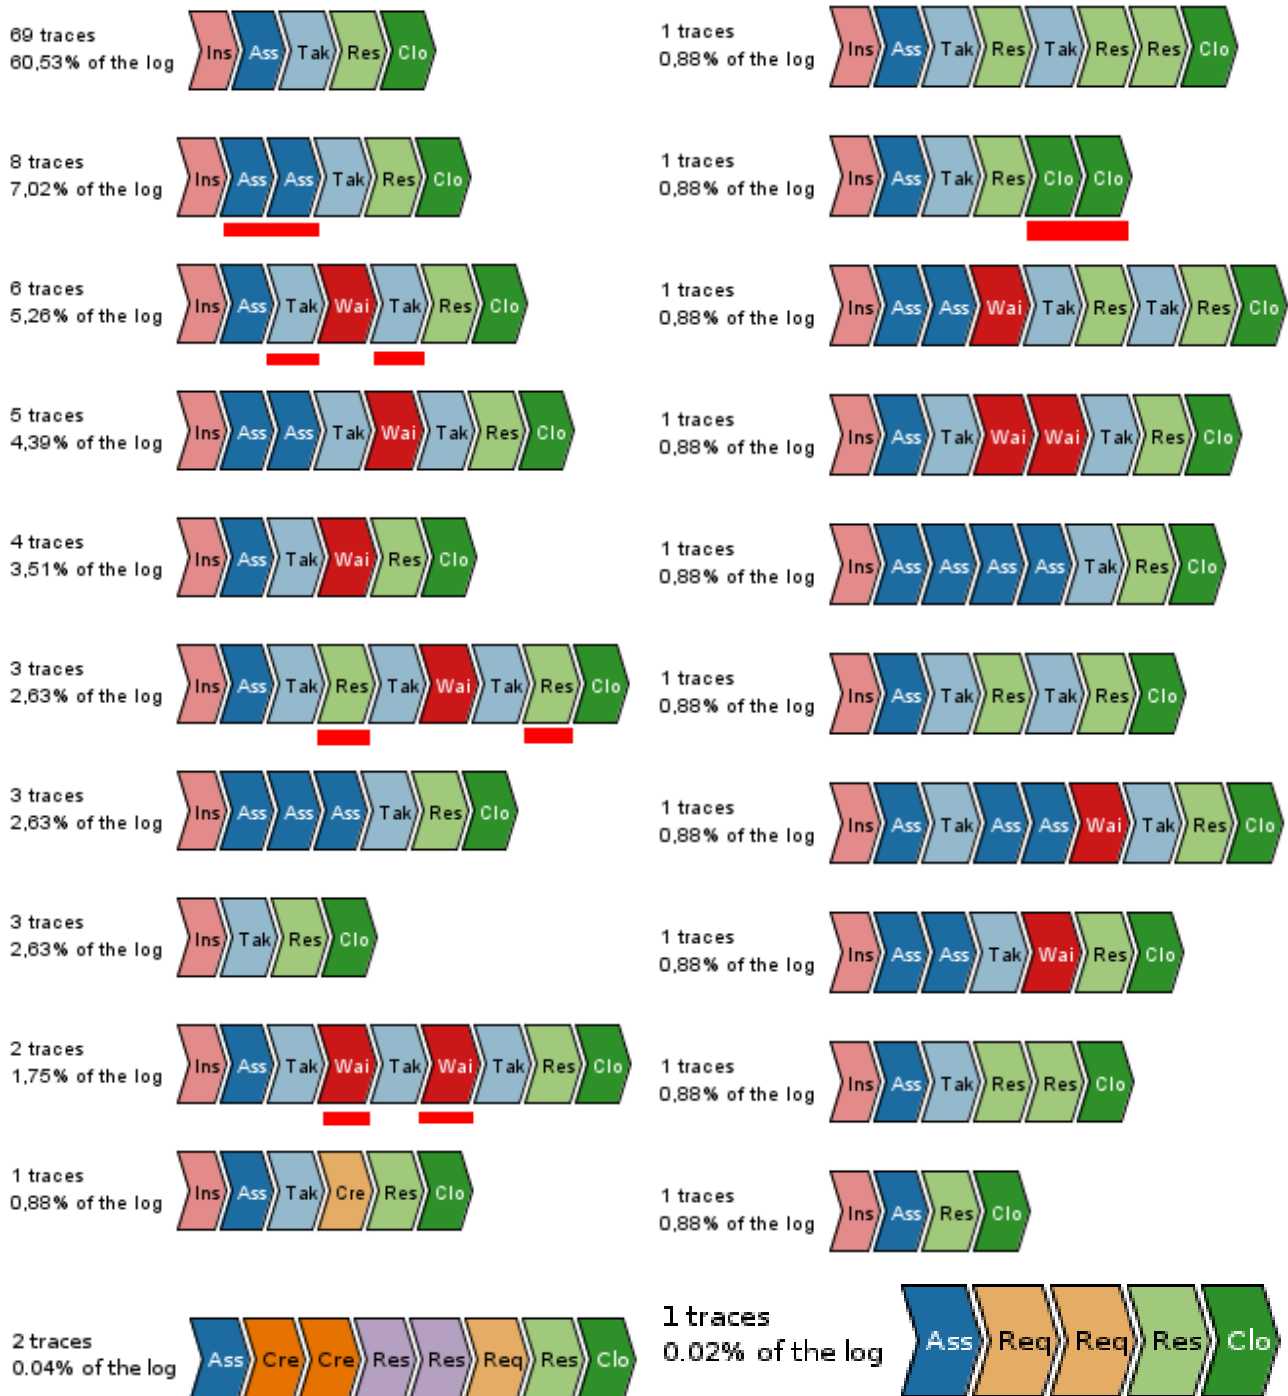 69 traces
60,53% of the log
Ins Ass Tak Res Clo
8 traces
7,02% of the log
Ins Ass Ass Tak Res Clo
6 traces
5,26% of the log
Ins Ass Tak Wai Tak Res Clo
5 traces
4,39% of the log
Ins Ass Ass Tak Wai Tak Res Clo
4 traces
3,51% of the log
Ins Ass Tak Wai Res Clo
3 traces
2,63% of the log
Ins Ass Tak Res Tak Wai Tak Res Clo
3 traces
2,63% of the log
Ins Ass Ass Ass Tak Res Clo
3 traces
2,63% of the log
Ins Tak Res Clo
2 traces
1,75% of the log
Ins Ass Tak Wai Tak Wai Tak Res Clo
1 traces
0,88% of the log
Ins Ass Tak Cre Res Clo
2 traces
0.04% of the log
Ass Cre Cre Res Res Req Res Clo
1 traces
0,88% of the log
Ins Ass Tak Res Tak Res Res Clo
1 traces
0,88% of the log
Ins Ass Tak Res Clo Clo
1 traces
0,88% of the log
Ins Ass Ass Wai Tak Res Tak Res Clo
1 traces
0,88% of the log
Ins Ass Tak Wai Wai Tak Res Clo
1 traces
0,88% of the log
Ins Ass Ass Ass Ass Tak Res Clo
1 traces
0,88% of the log
Ins Ass Tak Res Tak Res Clo
1 traces
0,88% of the log
Ins Ass Tak Ass Ass Wai Tak Res Clo
1 traces
0,88% of the log
Ins Ass Ass Tak Wai Res Clo
1 traces
0,88% of the log
Ins Ass Tak Res Res Clo
1 traces
0,88% of the log
Ins Ass Res Clo
1 traces
0.02% of the log
Ass Req Req Res Clo